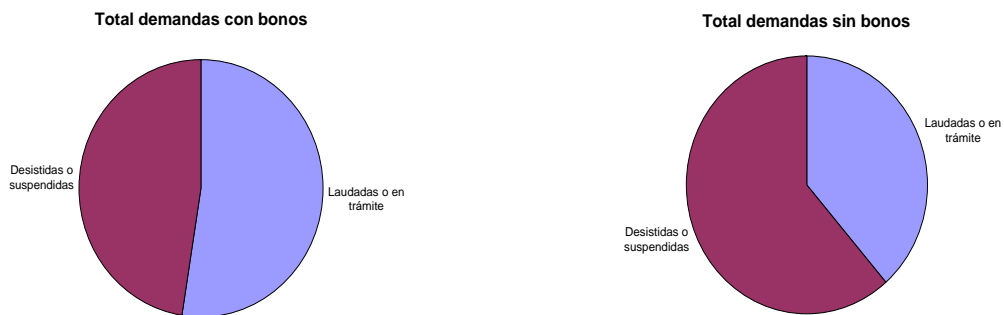 Total demandas con bonos
Desistidas o
suspendidas
Laudadas o en
trámite
Total demandas sin bonos
Laudadas o en
trámite
Desistidas o
suspendidas